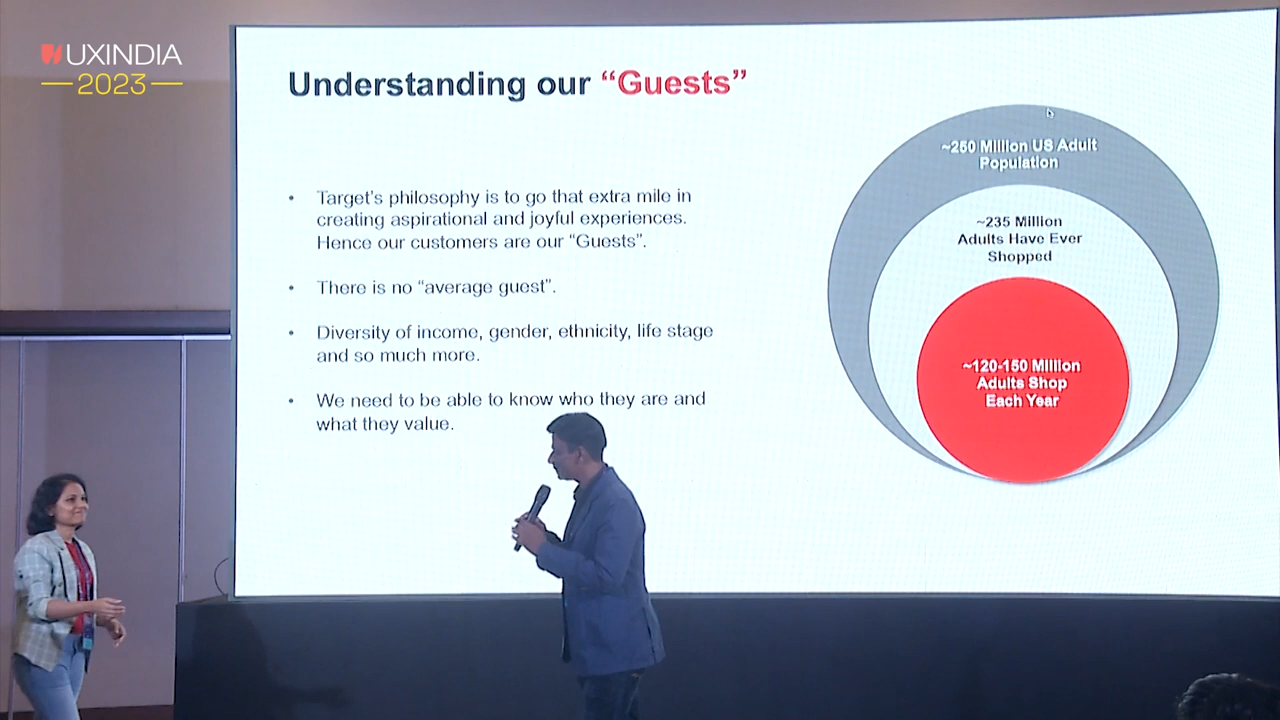 UXINDIA
2023
Understanding our “Guests”
• Target’s philosophy is to go that extra mile in
creating aspirational and joyful experiences.
Hence our customers are our “Guests”.
• There is no “average guest”.
• Diversity of income, gender, ethnicity, life stage
and so much more.
• We need to be able to know who they are and
what they value.
~250 Million US Adult
Population
~235 Million
Adults Have Ever
Shopped
~120-150 Million
Adults Shop
Each Year